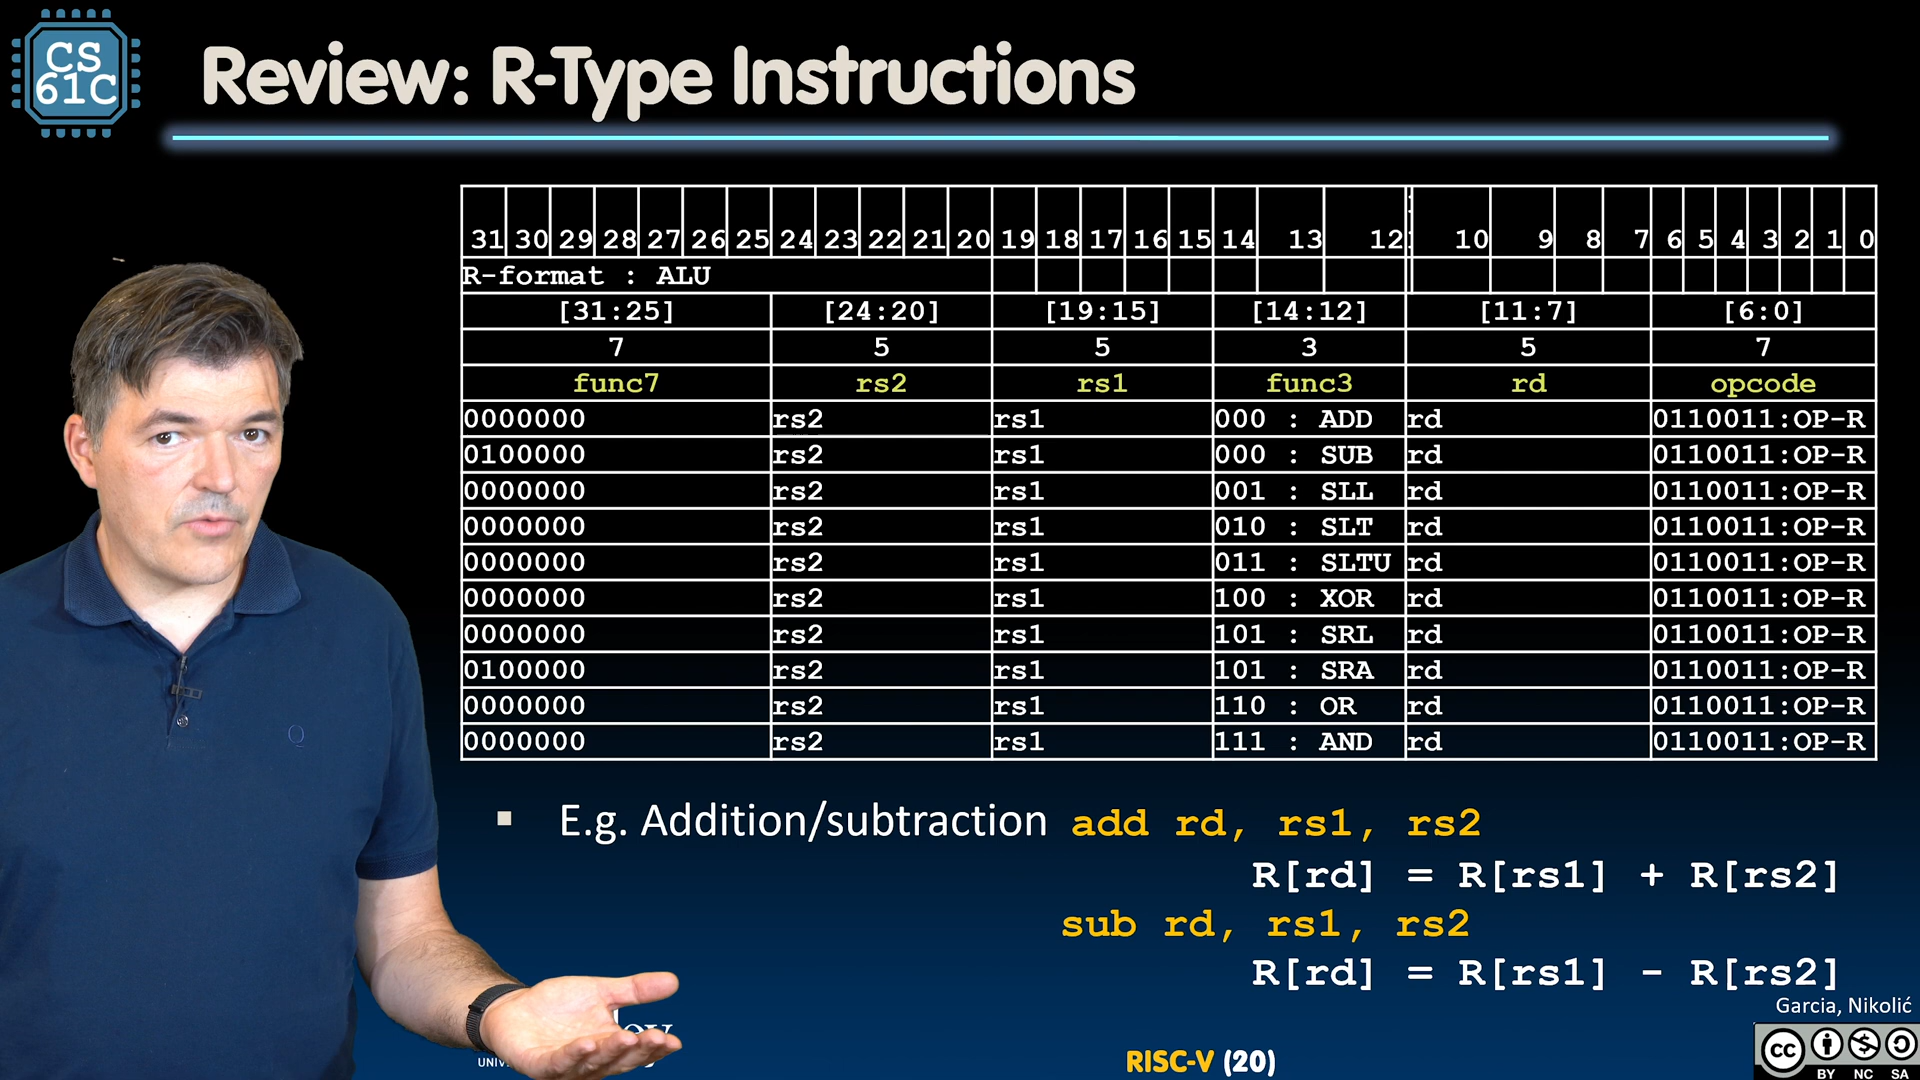 CS
61C
Review: R-Type Instructions
31 30 29 28 27 26 25 24 23 22 21 20 19 18 17 16 15 14 13 12 10 9 8 7 6 5 4 3 2 1 0
R-format : ALU
[31:25] [24:20] [19:15] [14:12] [11:7] [6:0]
7 5 5 3 5 7
func7 rs2 rs1 func3 rd opcode
0000000 rs2 rs1 000 : ADD rd 0110011:OP-R
0100000 rs2 rs1 000 : SUB rd 0110011:OP-R
0000000 rs2 rs1 001 : SLL rd 0110011:OP-R
0000000 rs2 rs1 010 : SLT rd 0110011:OP-R
0000000 rs2 rs1 011 : SLTU rd 0110011:OP-R
0000000 rs2 rs1 100 : XOR rd 0110011:OP-R
0000000 rs2 rs1 101 : SRL rd 0110011:OP-R
0100000 rs2 rs1 101 : SRA rd 0110011:OP-R
0000000 rs2 rs1 110 : OR rd 0110011:OP-R
0000000 rs2 rs1 111 : AND rd 0110011:OP-R
▪ E.g. Addition/subtraction add rd, rs1, rs2
R[rd] = R[rs1] + R[rs2]
sub rd, rs1, rs2
R[rd] = R[rs1] - R[rs2]
Garcia, Nikolić
RISC-V (20)
cc
BY NC SA